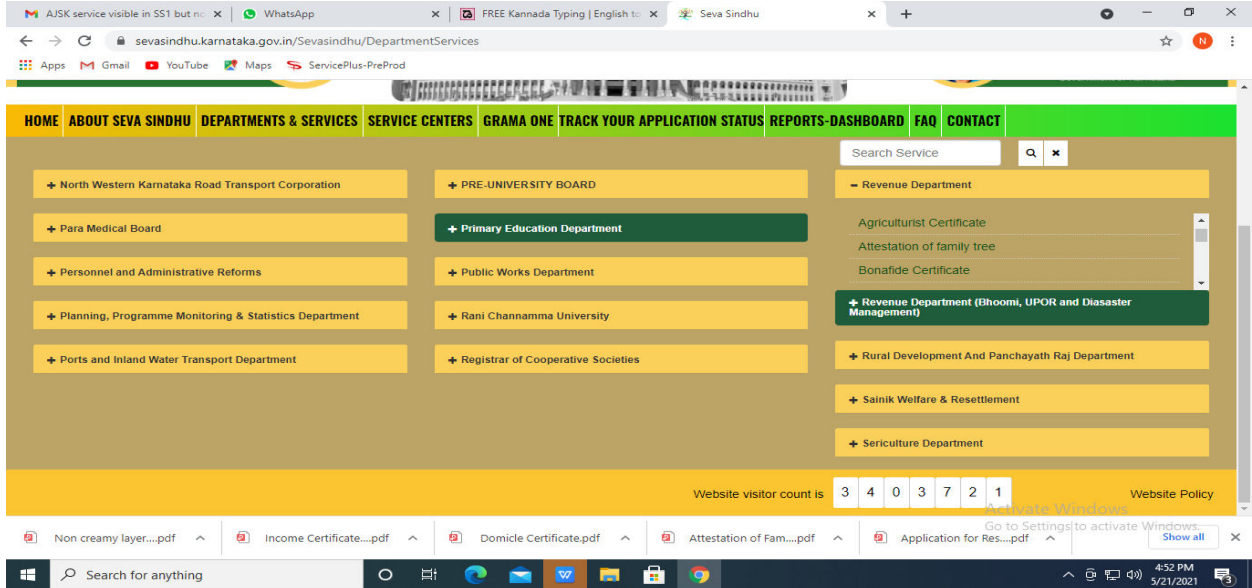 AJSK service visible in SS1 but no
WhatsApp
FREE Kannada Typing | English to
Seva Sindhu
sevasindhu.karnataka.gov.in/Sevasindhu/DepartmentServices
N
Apps
Gmail
YouTube
Maps
ServicePlus-PreProd
HOME
ABOUT SEVA SINDHU
DEPARTMENTS & SERVICES
SERVICE CENTERS
GRAMA ONE
TRACK YOUR APPLICATION STATUS
REPORTS-DASHBOARD
FAQ
CONTACT
Search Service
+ North Western Karnataka Road Transport Corporation
+ Para Medical Board
+ Personnel and Administrative Reforms
+ Planning, Programme Monitoring & Statistics Department
+ Ports and Inland Water Transport Department
+ PRE-UNIVERSITY BOARD
+ Primary Education Department
+ Public Works Department
+ Rani Channamma University
+ Registrar of Cooperative Societies
− Revenue Department
Agriculturist Certificate
Attestation of family tree
Bonafide Certificate
+ Revenue Department (Bhoomi, UPOR and Diasaster
Management)
+ Rural Development And Panchayath Raj Department
+ Sainik Welfare & Resettlement
+ Sericulture Department
Website visitor count is 3 4 0 3 7 2 1
Website Policy
Activate Windows
Go to Settings to activate Windows.
Non creamy layer....pdf
Income Certificate....pdf
Domicle Certificate.pdf
Attestation of Fam....pdf
Application for Res....pdf
Show all
Search for anything
4:52 PM
5/21/2021
3